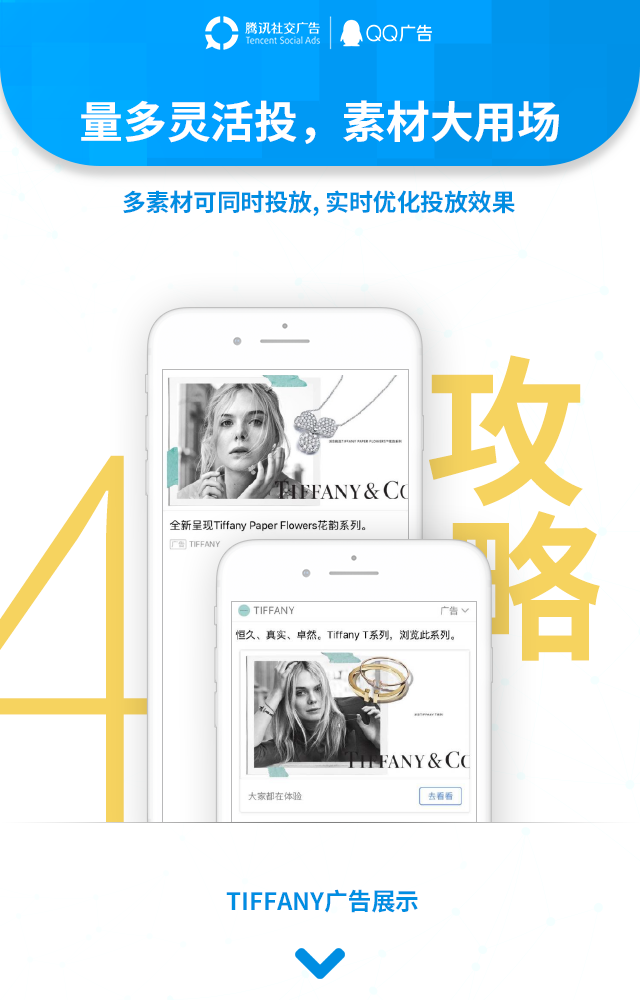 腾讯社交广告
Tencent Social Ads
QQ广告
量多灵活投，素材大用场
多素材可同时投放, 实时优化投放效果
4
攻略
TIFFANY & CO
全新呈现Tiffany Paper Flowers花韵系列。
广告 TIFFANY
TIFFANY
广告
恒久、真实、卓然。Tiffany T系列，浏览此系列。
TIFFANY & CO
大家都在体验
去看看
TIFFANY广告展示